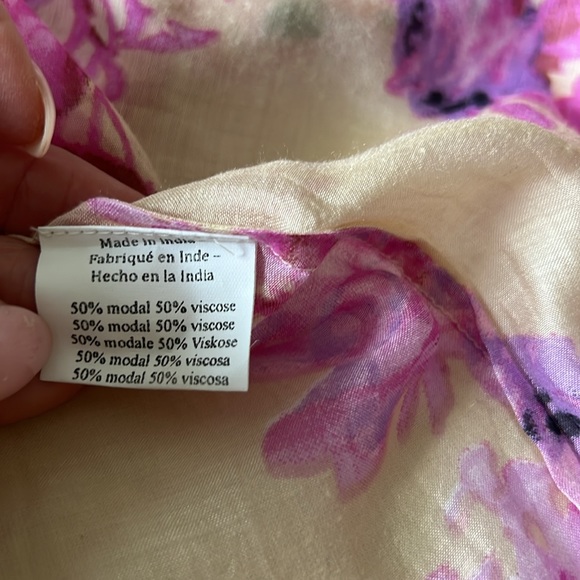 Made in India
Fabriqué en Inde -
Hecho en la India
50% modal 50% viscose
50% modal 50% viscose
50% modale 50% Viskose
50% modal 50% viscosa
50% modal 50% viscosa